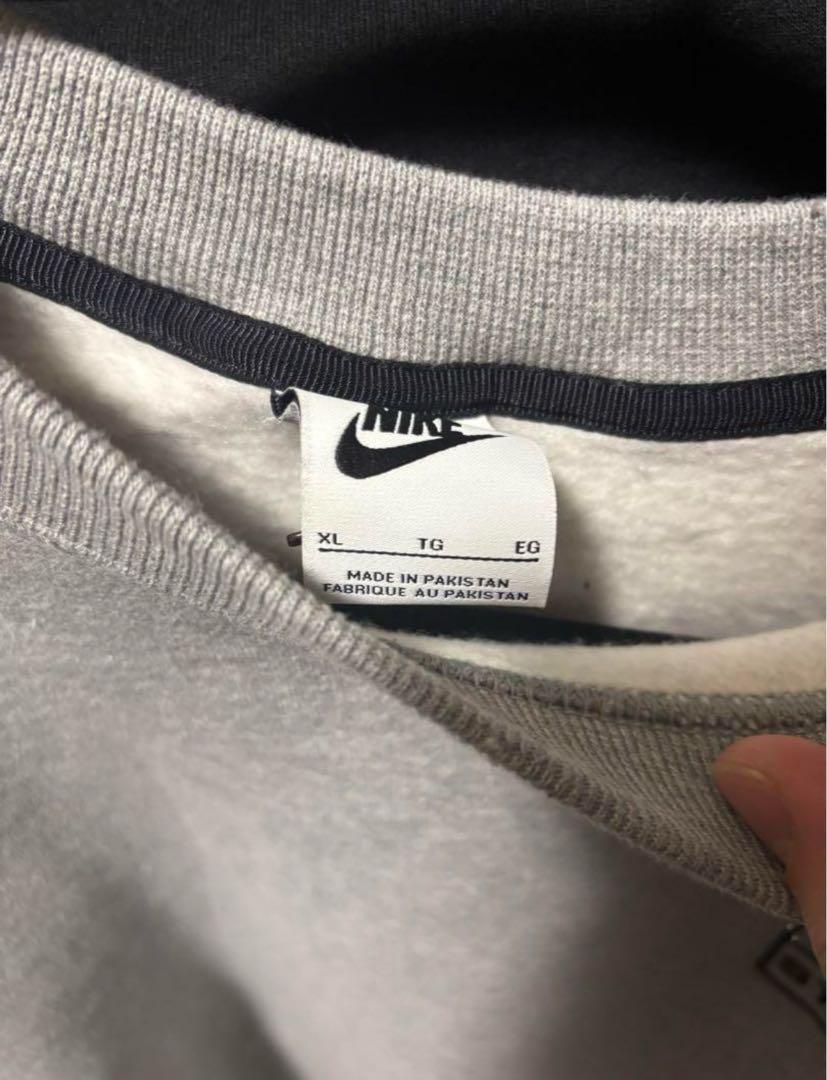 NIKE
XL TG EG
MADE IN PAKISTAN
FABRIQUE AU PAKISTAN